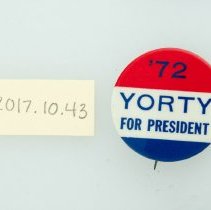 2017.10.43
'72
YORTY
FOR PRESIDENT